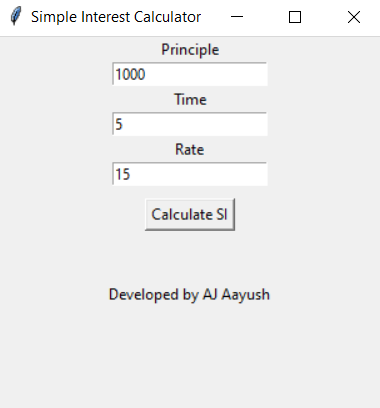 Simple Interest Calculator
Principle
1000
Time
5
Rate
15
Calculate SI
Developed by AJ Aayush